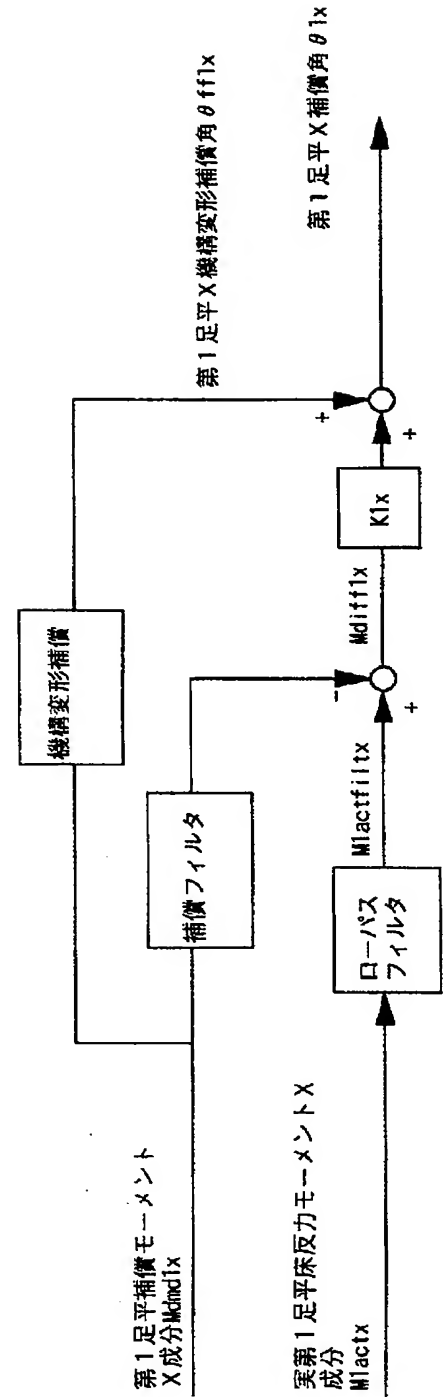 第1足平補償モーメント
X成分Mdmd1x
機構変形補償
第1足平X機構変形補償角θff1x
補償フィルタ
実第1足平床反力モーメントX
成分
M1actx
ローパス
フィルタ
M1actfiltx
-
+
Mdiff1x
K1x
+
+
第1足平X補償角θ1x